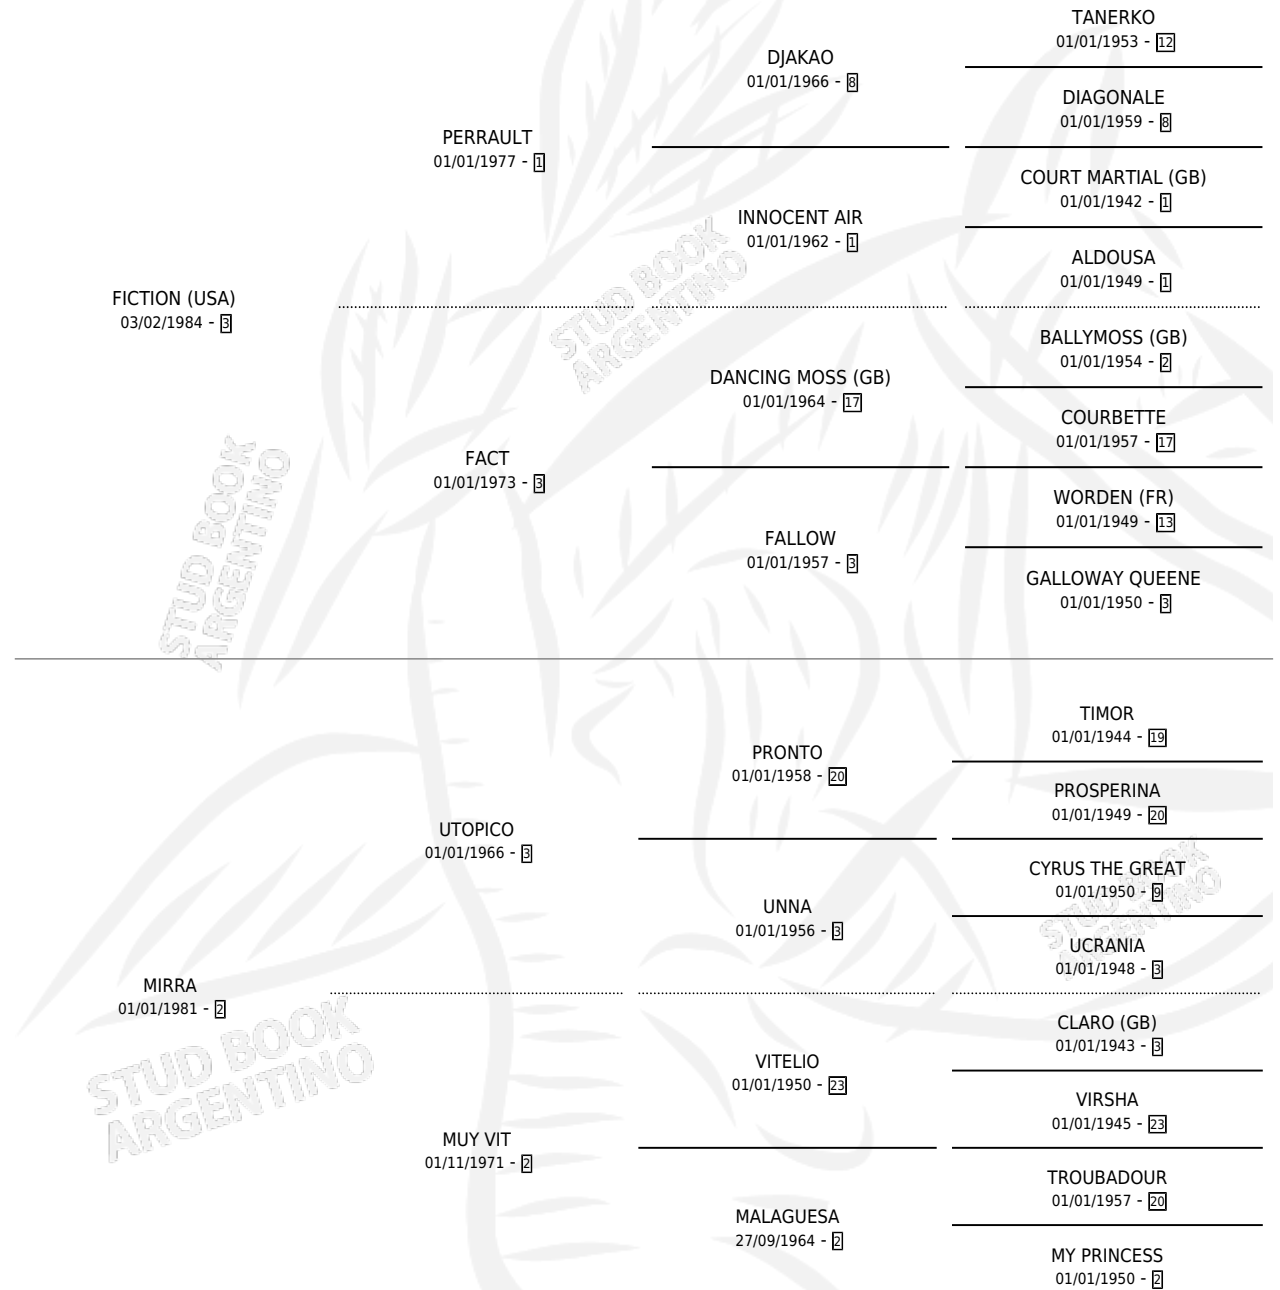 TANERKO
01/01/1953 - 12
DJAKAO
01/01/1966 - 8
DIAGONALE
01/01/1959 - 8
PERRAULT
01/01/1977 - 1
COURT MARTIAL (GB)
01/01/1942 - 1
INNOCENT AIR
01/01/1962 - 1
ALDOUSA
01/01/1949 - 1
FICTION (USA)
03/02/1984 - 3
BALLYMOSS (GB)
01/01/1954 - 2
DANCING MOSS (GB)
01/01/1964 - 17
COURBETTE
01/01/1957 - 17
FACT
01/01/1973 - 3
WORDEN (FR)
01/01/1949 - 13
FALLOW
01/01/1957 - 3
GALLOWAY QUEENE
01/01/1950 - 3
TIMOR
01/01/1944 - 19
PRONTO
01/01/1958 - 20
PROSPERINA
01/01/1949 - 20
UTOPICO
01/01/1966 - 3
CYRUS THE GREAT
01/01/1950 - 9
UNNA
01/01/1956 - 3
UCRANIA
01/01/1948 - 3
MIRRA
01/01/1981 - 2
CLARO (GB)
01/01/1943 - 3
VITELIO
01/01/1950 - 23
VIRSHA
01/01/1945 - 23
MUY VIT
01/11/1971 - 2
TROUBADOUR
01/01/1957 - 20
MALAGUESA
27/09/1964 - 2
MY PRINCESS
01/01/1950 - 2
STUD BOOK
ARGENTINO
STUD BOOK
ARGENTINO
STUD BOOK
ARGENTINO
STUD BOOK
ARGENTINO